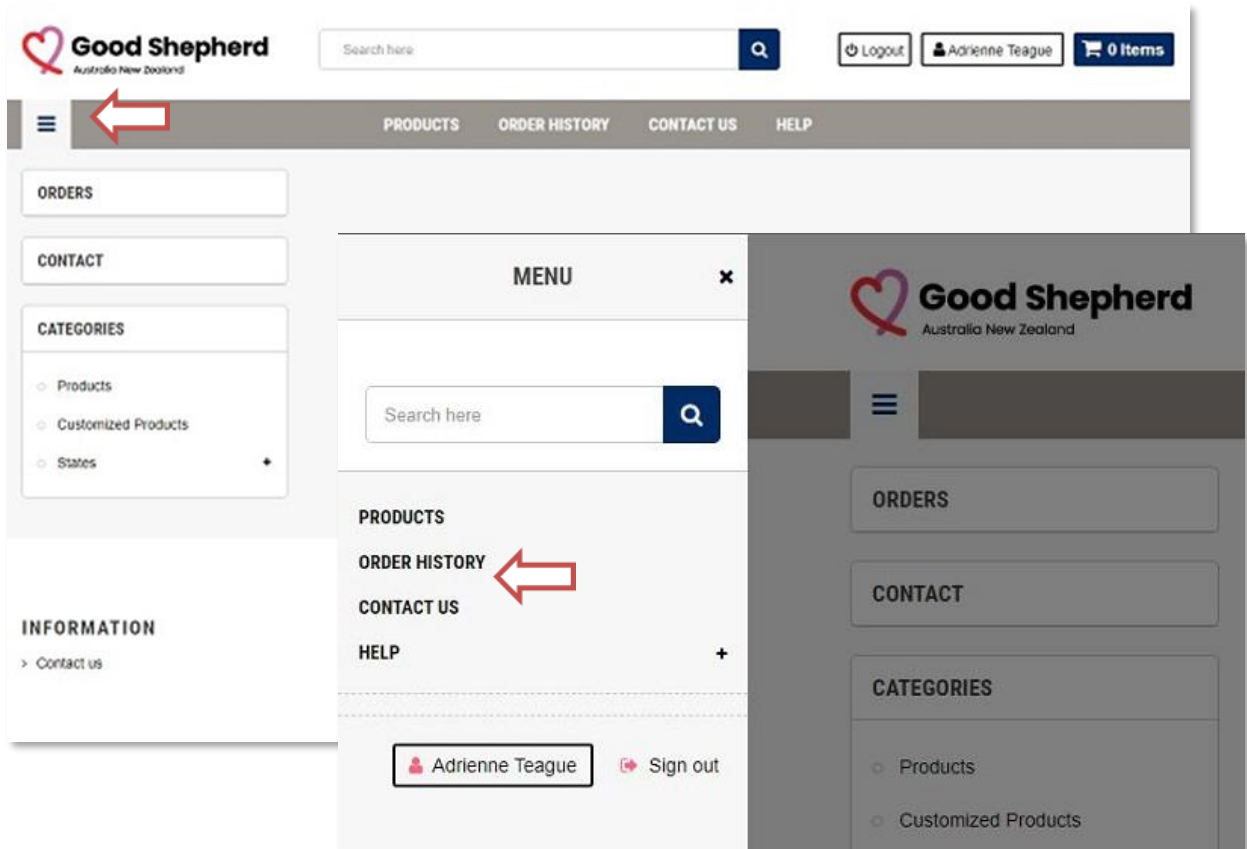 Good Shepherd
Australia New Zealand
Search here
Logout
Adrienne Teague
0 Items
PRODUCTS ORDER HISTORY CONTACT US HELP
ORDERS
CONTACT
CATEGORIES
Products
Customized Products
States +
INFORMATION
> Contact us
MENU
Search here
PRODUCTS
ORDER HISTORY
CONTACT US
HELP +
Adrienne Teague
Sign out
Good Shepherd
Australia New Zealand
ORDERS
CONTACT
CATEGORIES
Products
Customized Products